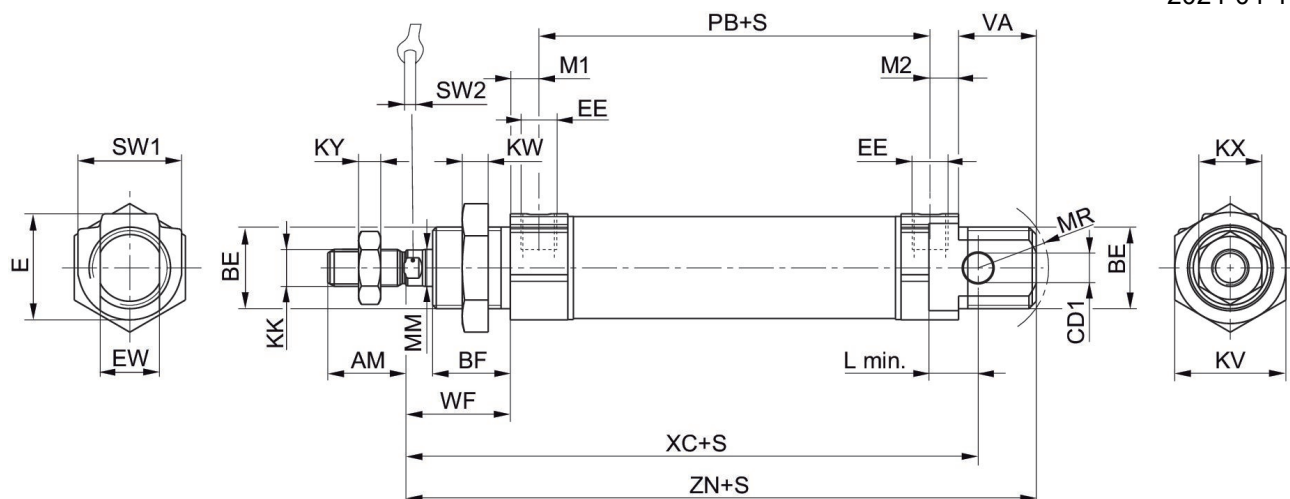 PB+S
VA
M1
M2
SW2
EE
SW1
KY
KW
EE
KX
MR
E
BE
BE
CD1
KK
MM
EW
AM
BF
L min.
KV
WF
XC+S
ZN+S